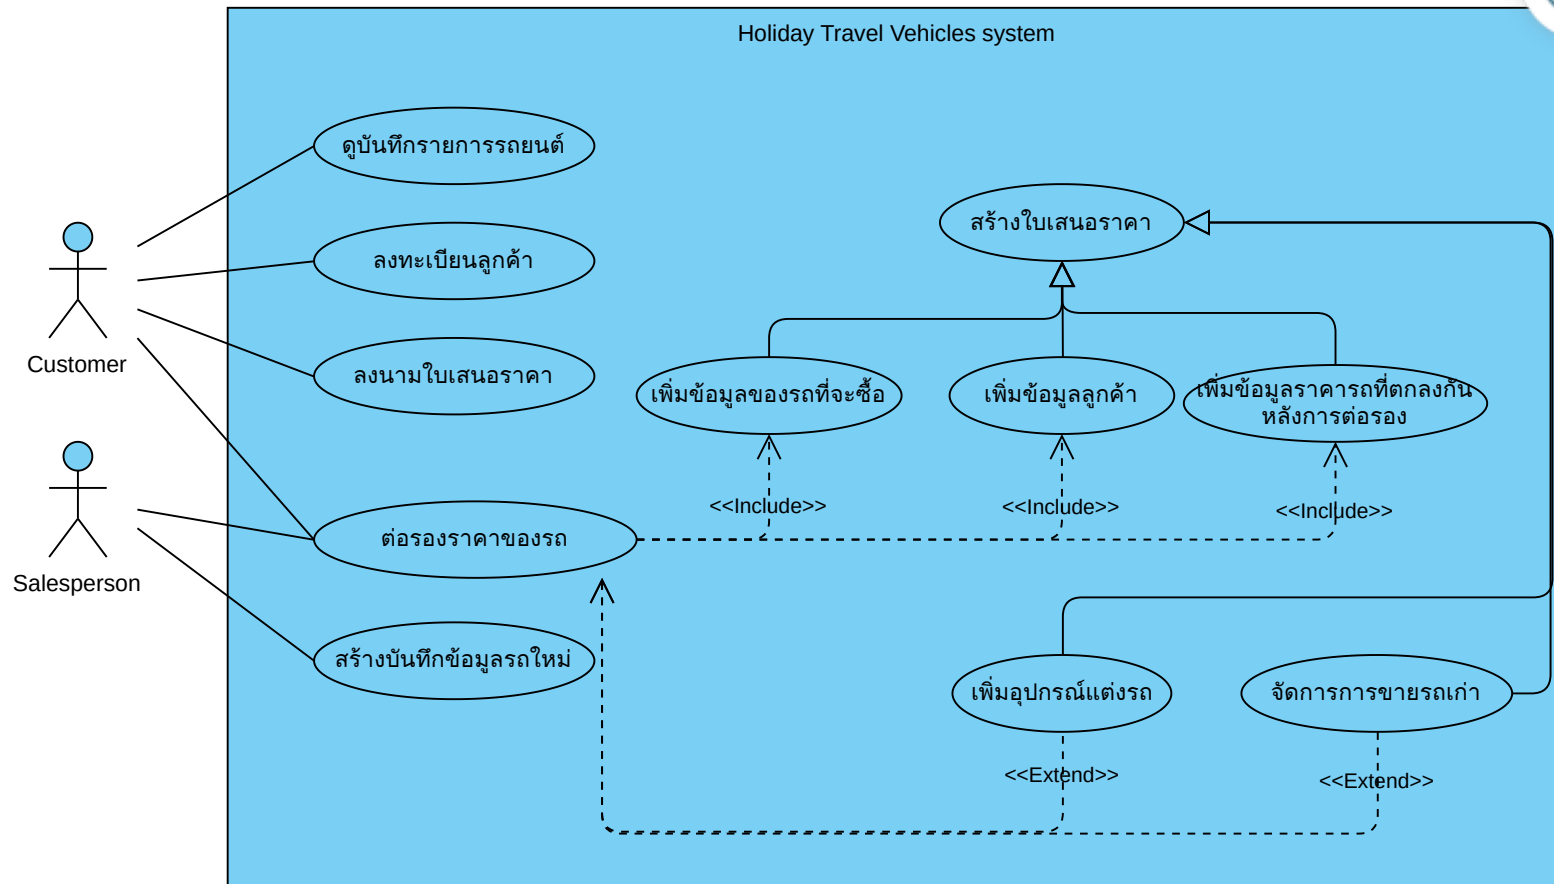 Holiday Travel Vehicles system
ดูบันทึกรายการรถยนต์
สร้างใบเสนอราคา
ลงทะเบียนลูกค้า
Customer
ลงนามใบเสนอราคา
เพิ่มข้อมูลของรถที่จะซื้อ
เพิ่มข้อมูลลูกค้า
เพิ่มข้อมูลราคารถที่ตกลงกัน
หลังการต่อรอง
<<Include>>
<<Include>>
<<Include>>
ต่อรองราคาของรถ
Salesperson
สร้างบันทึกข้อมูลรถใหม่
เพิ่มอุปกรณ์แต่งรถ
จัดการการขายรถเก่า
<<Extend>>
<<Extend>>